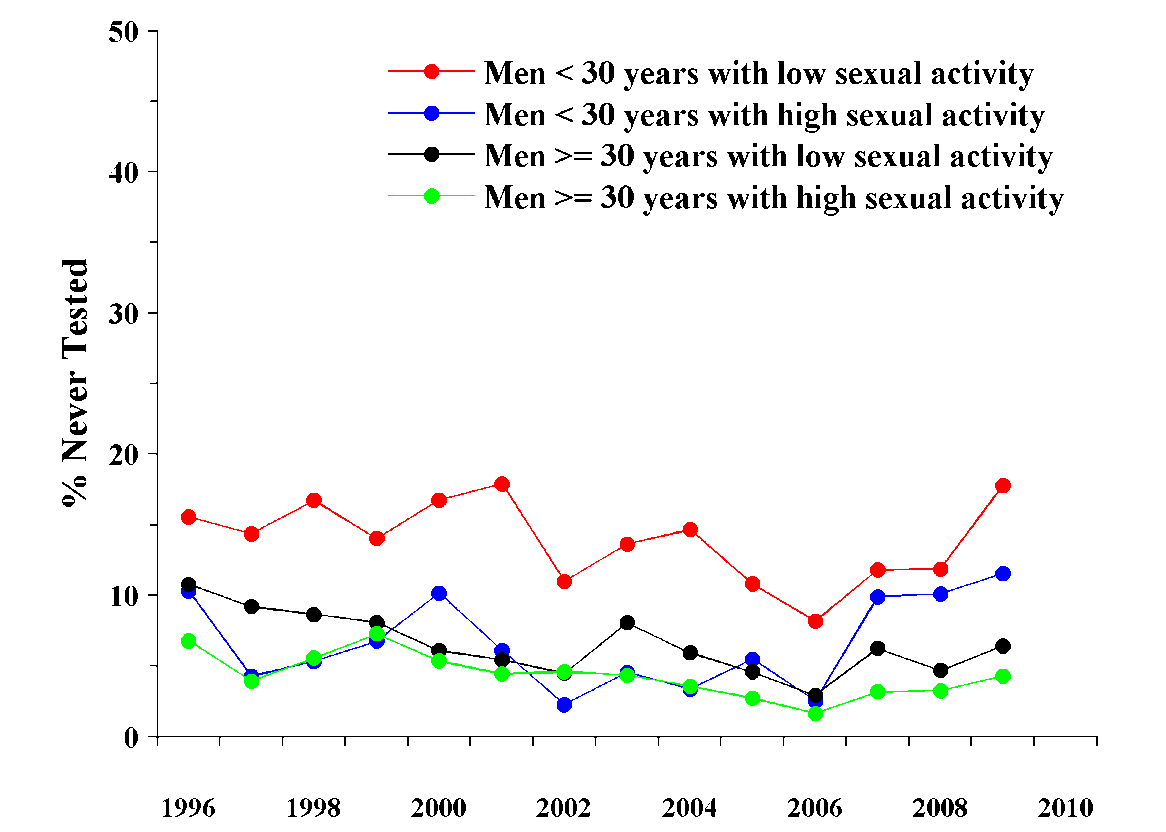 50
Men < 30 years with low sexual activity
Men < 30 years with high sexual activity
Men >= 30 years with low sexual activity
Men >= 30 years with high sexual activity
40
30
20
10
0
% Never Tested
1996 1998 2000 2002 2004 2006 2008 2010